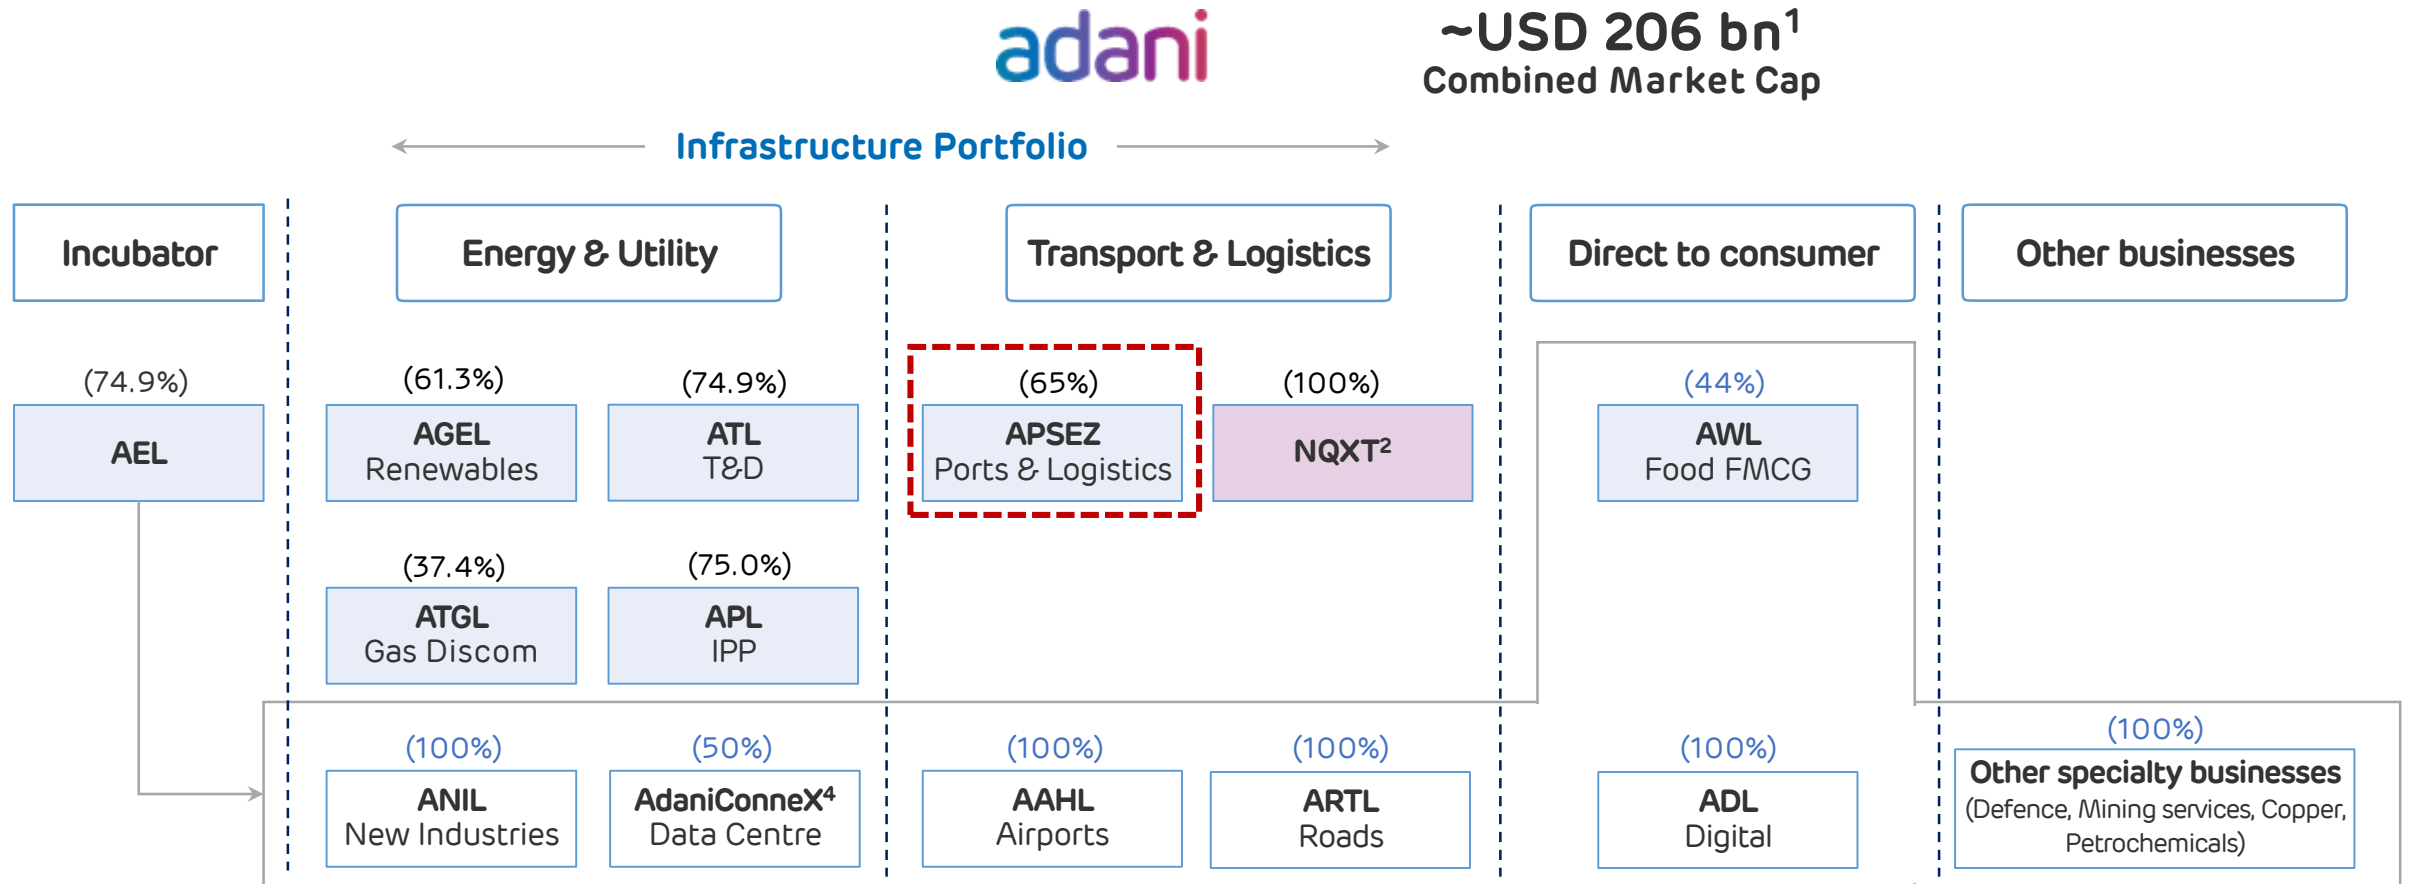 adani
~USD 206 bn¹
Combined Market Cap
Infrastructure Portfolio
Incubator
Energy & Utility
Transport & Logistics
Direct to consumer
Other businesses
(74.9%)
AEL
(61.3%)
AGEL
Renewables
(74.9%)
ATL
T&D
(65%)
APSEZ
Ports & Logistics
(100%)
NQXT²
(44%)
AWL
Food FMCG
(37.4%)
ATGL
Gas Discom
(75.0%)
APL
IPP
(100%)
ANIL
New Industries
(50%)
AdaniConneX⁴
Data Centre
(100%)
AAHL
Airports
(100%)
ARTL
Roads
(100%)
ADL
Digital
(100%)
Other specialty businesses
(Defence, Mining services, Copper,
Petrochemicals)